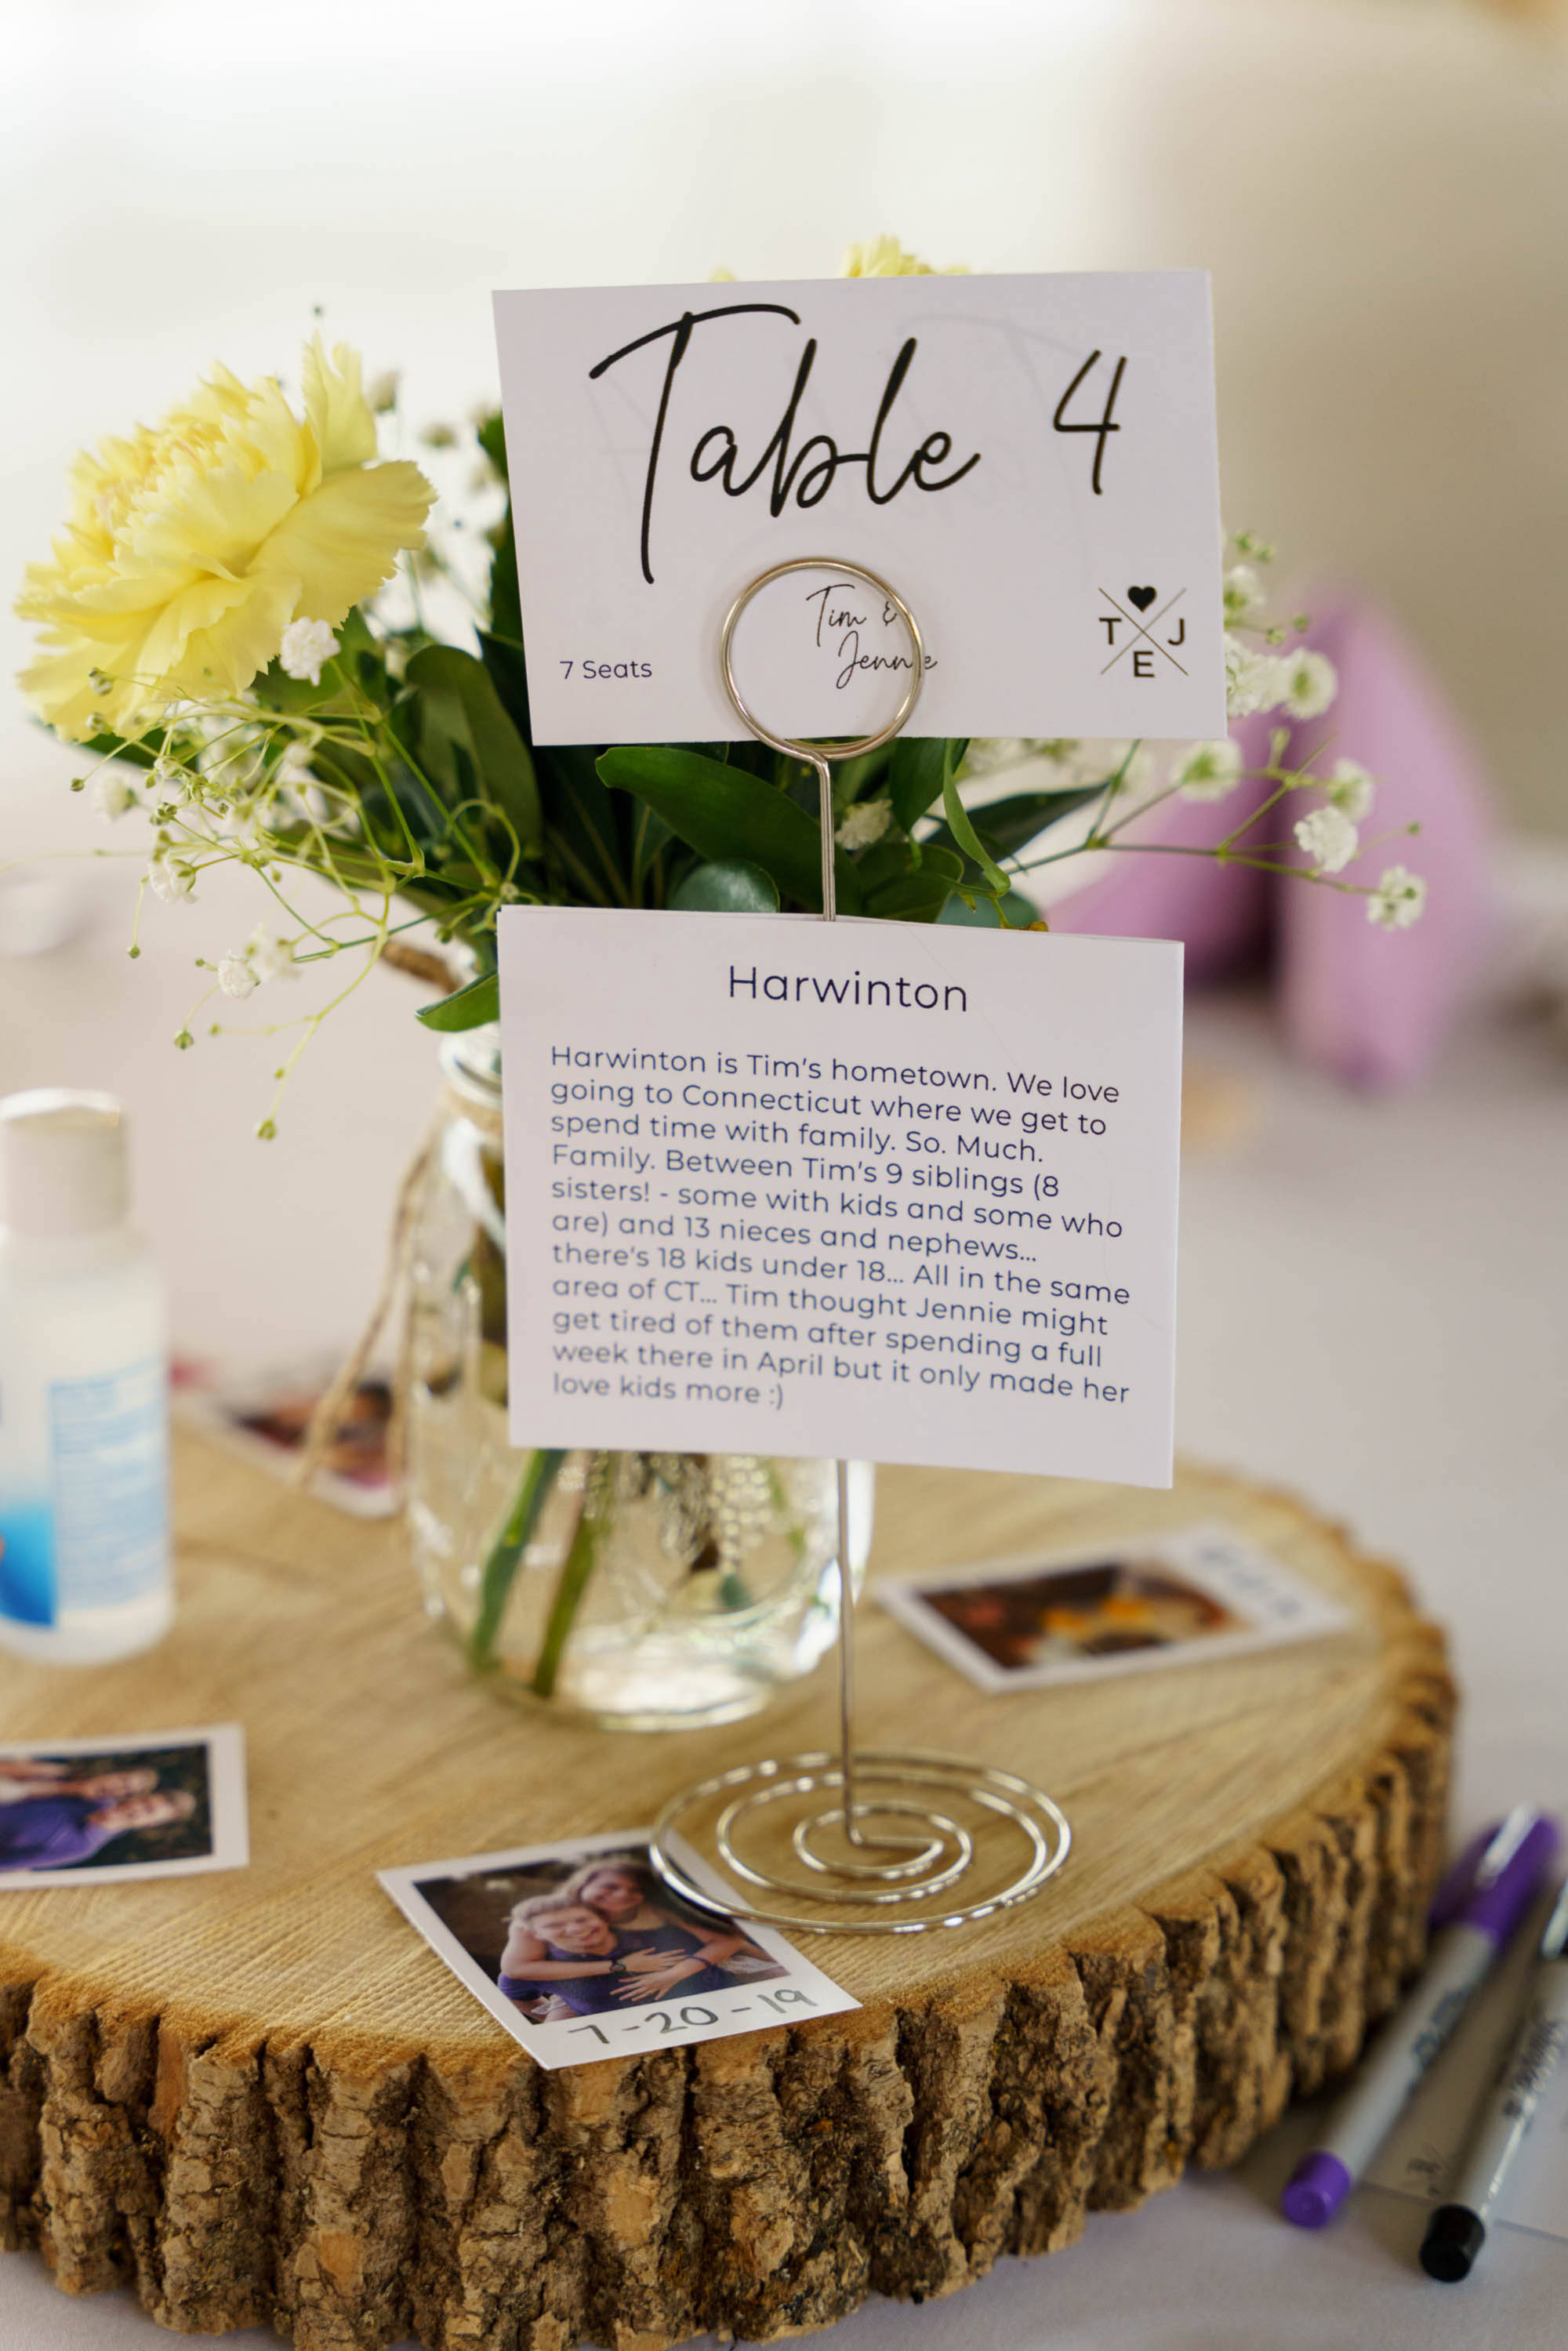 Table 4
Tim &
Jennie
7 Seats
T J
E
Harwinton
Harwinton is Tim's hometown. We love
going to Connecticut where we get to
spend time with family. So. Much.
Family. Between Tim's 9 siblings (8
sisters! - some with kids and some who
are) and 13 nieces and nephews...
there's 18 kids under 18... All in the same
area of CT... Tim thought Jennie might
get tired of them after spending a full
week there in April but it only made her
love kids more :)
7-20-19